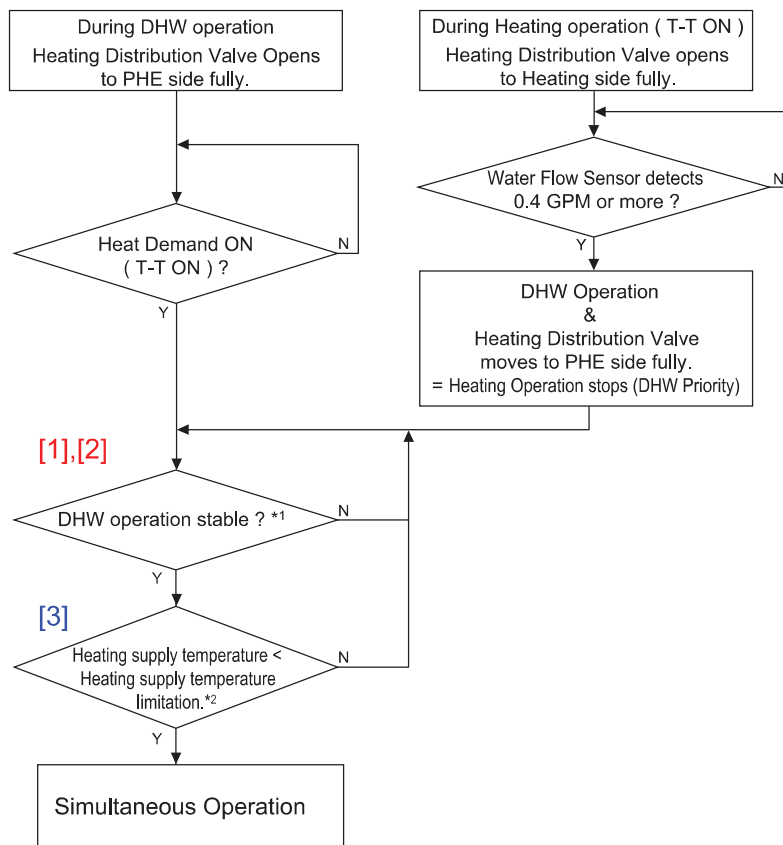 During DHW operation
Heating Distribution Valve Opens
to PHE side fully.
During Heating operation ( T-T ON )
Heating Distribution Valve opens
to Heating side fully.
Water Flow Sensor detects
0.4 GPM or more ?
N
Y
Heat Demand ON
( T-T ON ) ?
N
Y
DHW Operation
&
Heating Distribution Valve
moves to PHE side fully.
= Heating Operation stops (DHW Priority)
[1],[2]
DHW operation stable ? *1
N
Y
[3]
Heating supply temperature <
Heating supply temperature
limitation.*2
N
Y
Simultaneous Operation